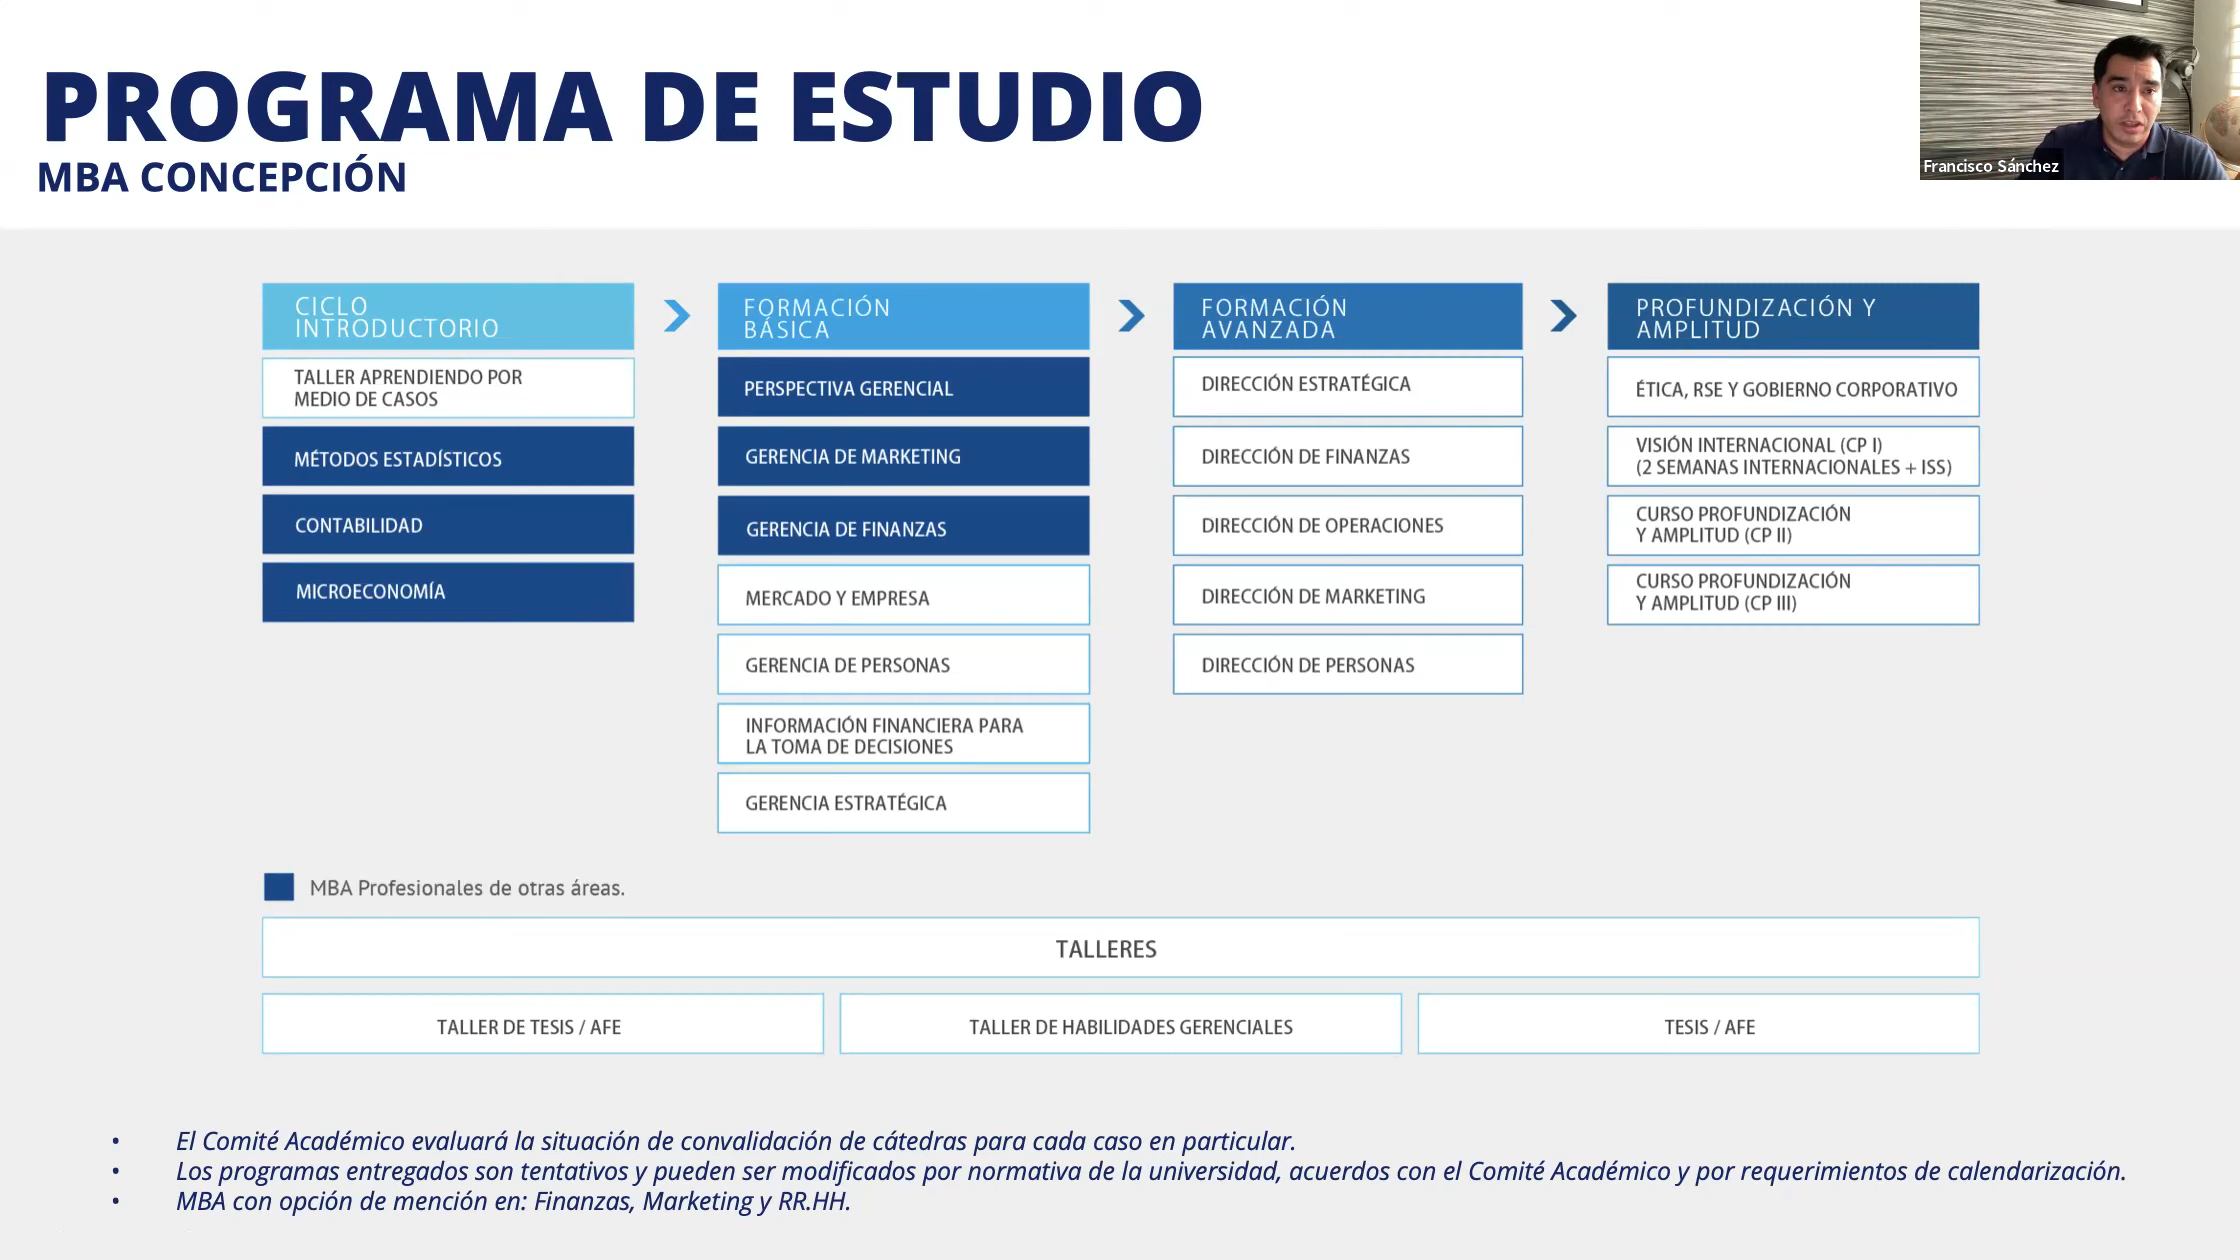 PROGRAMA DE ESTUDIO
MBA CONCEPCIÓN
Francisco Sánchez
CICLO
INTRODUCTORIO
TALLER APRENDIENDO POR
MEDIO DE CASOS
MÉTODOS ESTADÍSTICOS
CONTABILIDAD
MICROECONOMÍA
FORMACIÓN
BÁSICA
PERSPECTIVA GERENCIAL
GERENCIA DE MARKETING
GERENCIA DE FINANZAS
MERCADO Y EMPRESA
GERENCIA DE PERSONAS
INFORMACIÓN FINANCIERA PARA
LA TOMA DE DECISIONES
GERENCIA ESTRATÉGICA
FORMACIÓN
AVANZADA
DIRECCIÓN ESTRATÉGICA
DIRECCIÓN DE FINANZAS
DIRECCIÓN DE OPERACIONES
DIRECCIÓN DE MARKETING
DIRECCIÓN DE PERSONAS
PROFUNDIZACIÓN Y
AMPLITUD
ÉTICA, RSE Y GOBIERNO CORPORATIVO
VISIÓN INTERNACIONAL (CP I)
(2 SEMANAS INTERNACIONALES + ISS)
CURSO PROFUNDIZACIÓN
Y AMPLITUD (CP II)
CURSO PROFUNDIZACIÓN
Y AMPLITUD (CP III)
MBA Profesionales de otras áreas.
TALLERES
TALLER DE TESIS / AFE
TALLER DE HABILIDADES GERENCIALES
TESIS / AFE
• El Comité Académico evaluará la situación de convalidación de cátedras para cada caso en particular.
• Los programas entregados son tentativos y pueden ser modificados por normativa de la universidad, acuerdos con el Comité Académico y por requerimientos de calendarización.
• MBA con opción de mención en: Finanzas, Marketing y RR.HH.